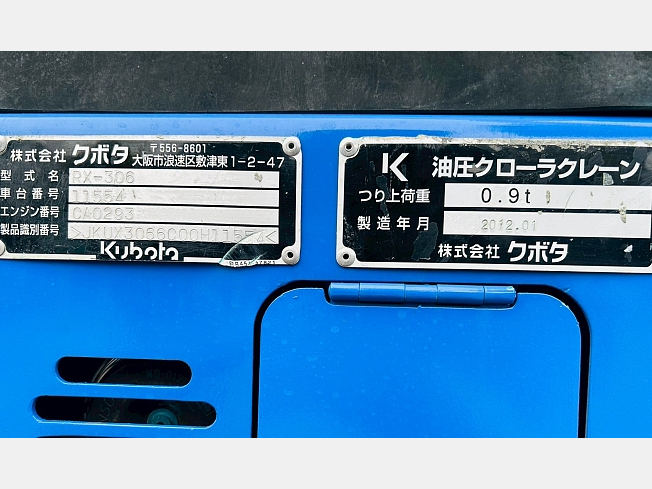 株式会社 クボタ 〒556-8601 大阪市浪速区敷津東1-2-47
型式名 RX-306
車台番号 11554
エンジン番号 CA0293
製品識別番号 >JKUX3066C00H11554<
Kubota
K 油圧クローラクレーン
つり上荷重 0.9t
製造年月 2012.01
株式会社 クボタ